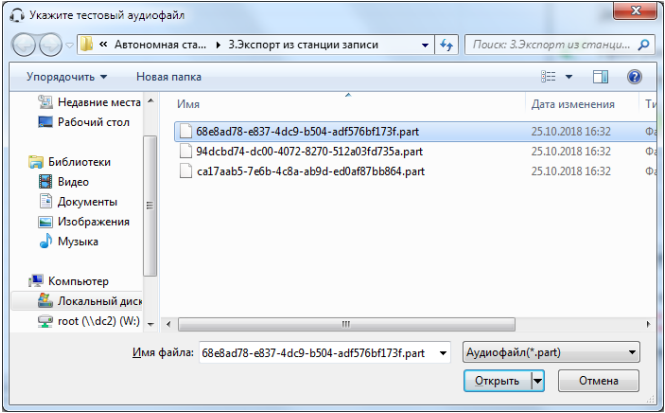 Укажите тестовый аудиофайл
« Автономная ста... ▸ 3.Экспорт из станции записи
Поиск: 3.Экспорт из станци...
Упорядочить ▼ Новая папка
Недавние места
Рабочий стол
Библиотеки
Видео
Документы
Изображения
Музыка
Компьютер
Локальный диск
root (\\dc2) (W:)
Имя Дата изменения Ти
68e8ad78-e837-4dc9-b504-adf576bf173f.part 25.10.2018 16:32 Фа
94dcbd74-dc00-4072-8270-512a03fd735a.part 25.10.2018 16:32 Фа
ca17aab5-7e6b-4c8a-ab9d-ed0af87bb864.part 25.10.2018 16:32 Фа
Имя файла: 68e8ad78-e837-4dc9-b504-adf576bf173f.part Аудиофайл(*.part)
Открыть Отмена